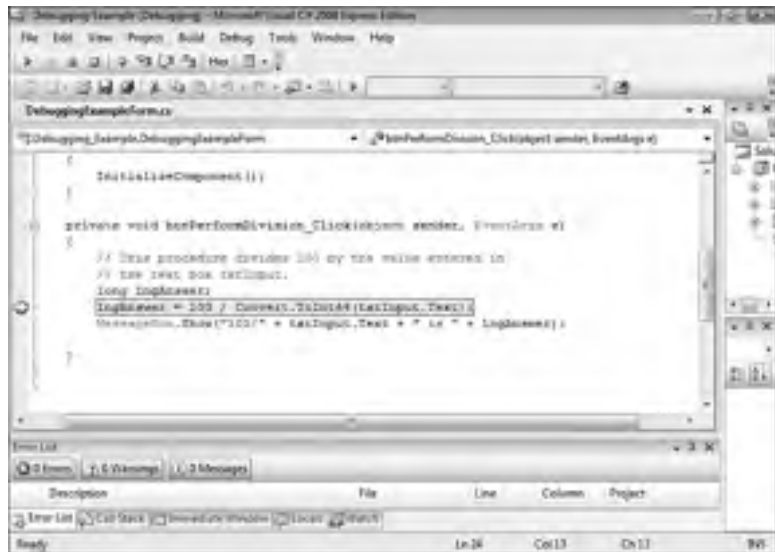 Debugging Example (Debugging) - Microsoft Visual C# 2008 Express Edition
File Edit View Project Build Debug Tools Window Help
Hex
DebuggingExampleForm.cs
Debugging_Example.DebuggingExampleForm
btnPerformDivision_Click(object sender, EventArgs e)
{
InitializeComponent();
}
private void btnPerformDivision_Click(object sender, EventArgs e)
{
// This procedure divides 100 by the value entered in
// the text box txtInput.
long lngAnswer;
lngAnswer = 100 / Convert.ToInt64(txtInput.Text);
MessageBox.Show("100/" + txtInput.Text + " is " + lngAnswer);
}
Solu
Error List
0 Errors 0 Warnings 0 Messages
Description File Line Column Project
Error List Call Stack Immediate Window Locals Watch
Ready Ln 24 Col 13 Ch 13 INS